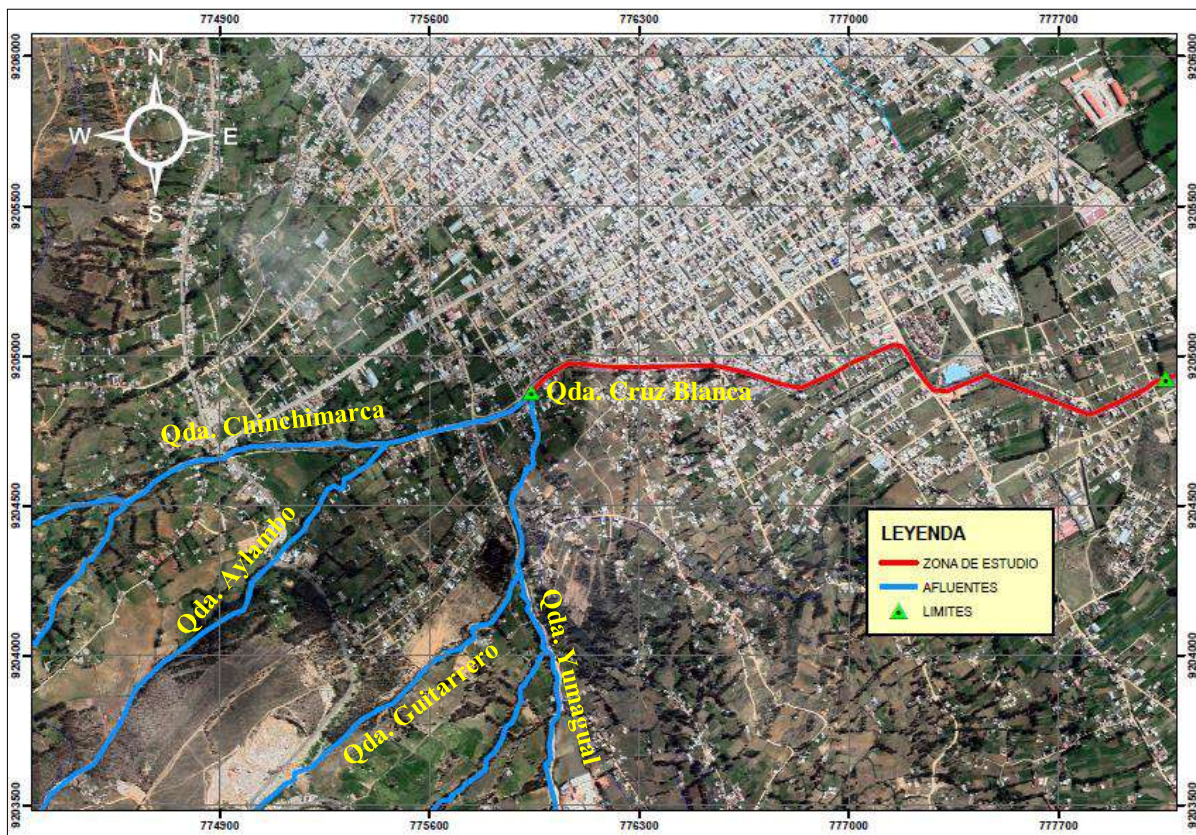 774900 775600 776300 777000 777700
9206000 9206000
N
W E
S
9205500 9205500
9205000 9205000
Qda. Cruz Blanca
Qda. Chinchimarca
9204500 9204500
LEYENDA
ZONA DE ESTUDIO
AFLUENTES
LIMITES
Qda. Aylambo
Qda. Yumagual
Qda. Guitarrero
9204000 9204000
9203500 9203500
774900 775600 776300 777000 777700